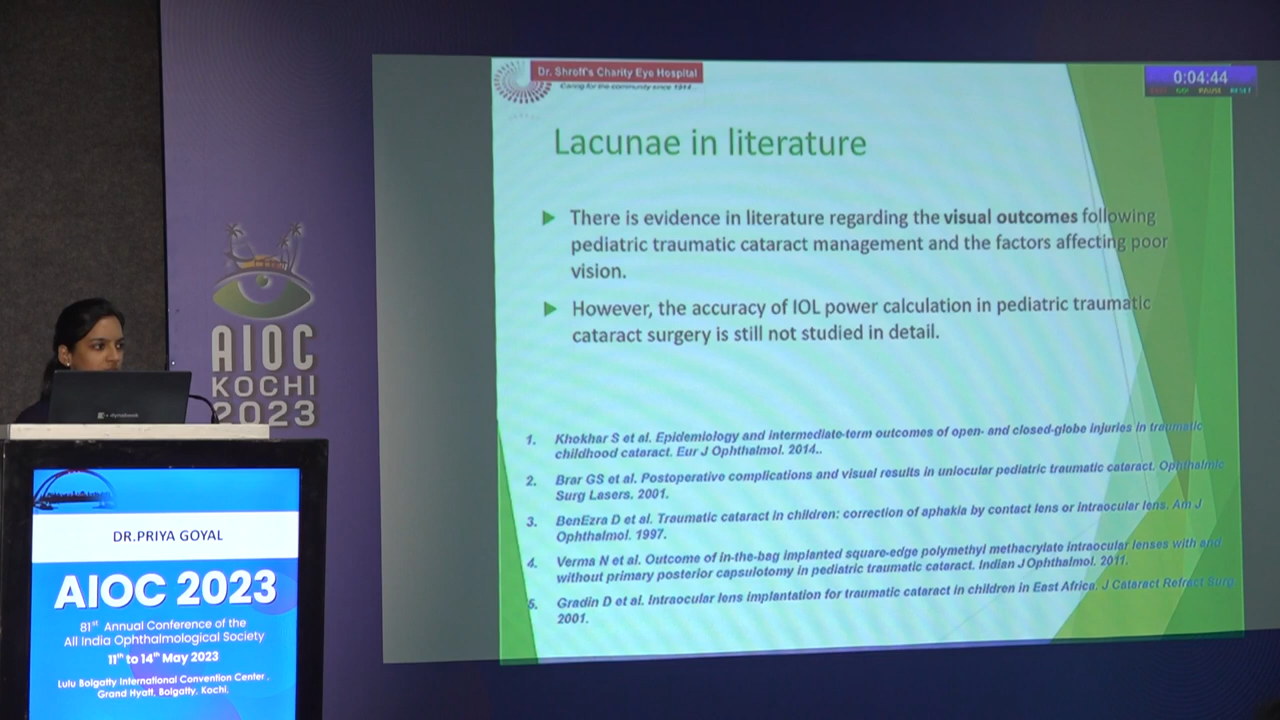 Dr. Shroff's Charity Eye Hospital
Caring for the community since 1914
0:04:44
GO!
PAUSE
RESET
Lacunae in literature
There is evidence in literature regarding the visual outcomes following
pediatric traumatic cataract management and the factors affecting poor
vision.
However, the accuracy of IOL power calculation in pediatric traumatic
cataract surgery is still not studied in detail.
1. Khokhar S et al. Epidemiology and intermediate-term outcomes of open- and closed-globe injuries in traumatic
childhood cataract. Eur J Ophthalmol. 2014..
2. Brar GS et al. Postoperative complications and visual results in uniocular pediatric traumatic cataract. Ophthalmic
Surg Lasers. 2001.
3. BenEzra D et al. Traumatic cataract in children: correction of aphakia by contact lens or intraocular lens. Am J
Ophthalmol. 1997.
4. Verma N et al. Outcome of in-the-bag implanted square-edge polymethyl methacrylate intraocular lenses with and
without primary posterior capsulotomy in pediatric traumatic cataract. Indian J Ophthalmol. 2011.
5. Gradin D et al. Intraocular lens implantation for traumatic cataract in children in East Africa. J Cataract Refract Surg
2001.
AIOC
KOCHI
2023
dynabook
DR.PRIYA GOYAL
AIOC 2023
81st Annual Conference of the
All India Ophthalmological Society
11th to 14th May 2023
Lulu Bolgatty International Convention Center.
Grand Hyatt, Bolgatty, Kochi.